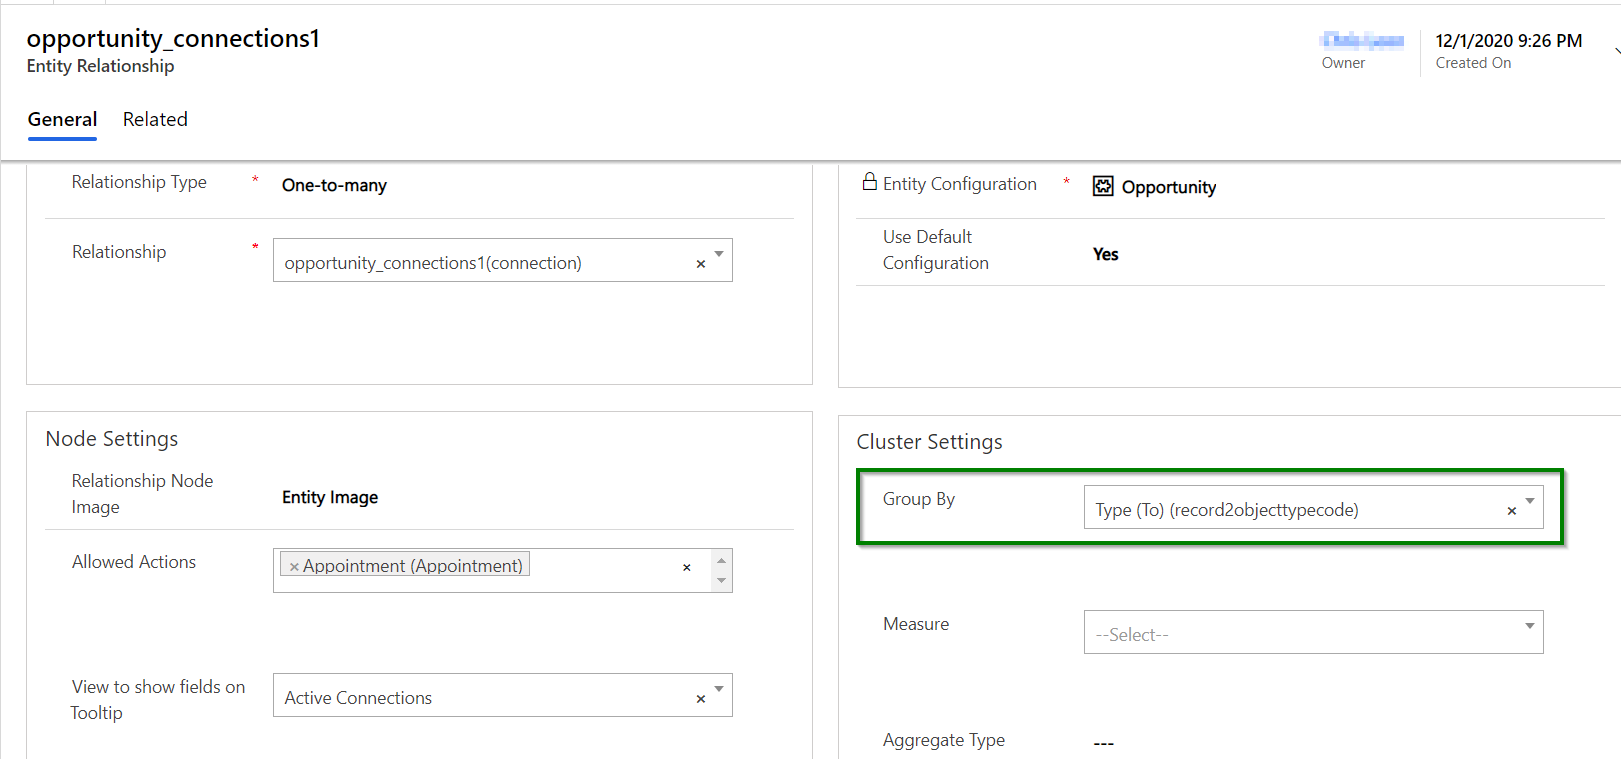 opportunity_connections1
Entity Relationship
Owner
12/1/2020 9:26 PM
Created On
General Related
Relationship Type * One-to-many
Relationship * opportunity_connections1(connection) ×
Entity Configuration * Opportunity
Use Default
Configuration
Yes
Node Settings
Relationship Node
Image
Entity Image
Allowed Actions × Appointment (Appointment) ×
View to show fields on
Tooltip
Active Connections ×
Cluster Settings
Group By Type (To) (record2objecttypecode) ×
Measure --Select--
Aggregate Type ---